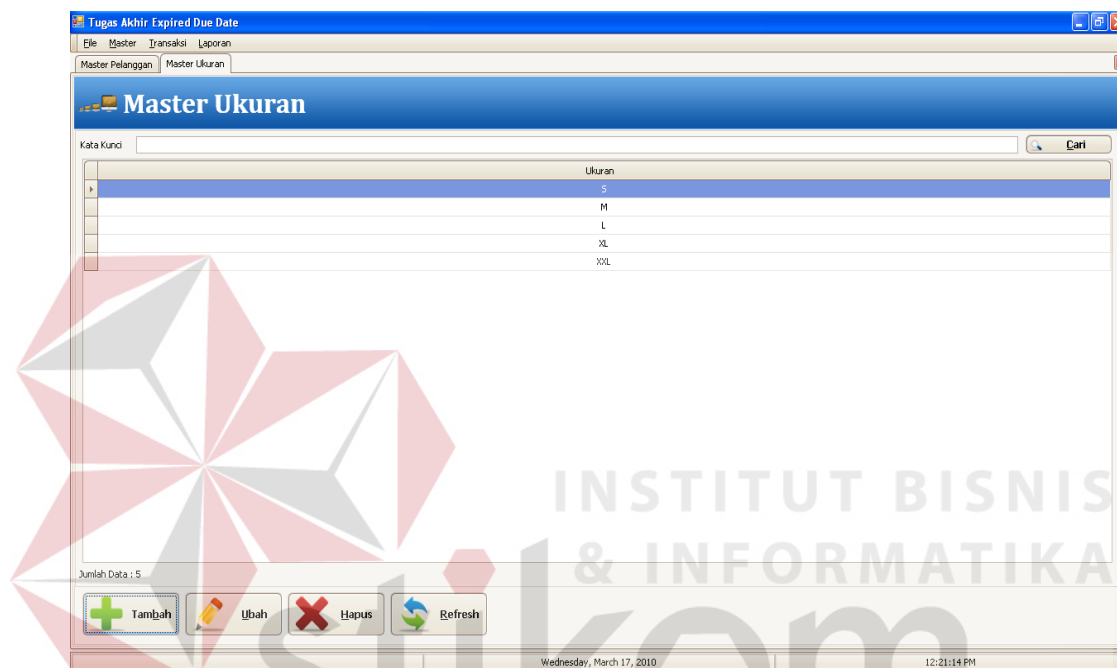 Tugas Akhir Expired Due Date
File Master Transaksi Laporan
Master Pelanggan Master Ukuran
Master Ukuran
Kata Kunci Cari
Ukuran
S
M
L
XL
XXL
INSTITUT BISNIS
& INFORMATIKA
stikom
Jumlah Data : 5
Tambah Ubah Hapus Refresh
Wednesday, March 17, 2010 12:21:14 PM